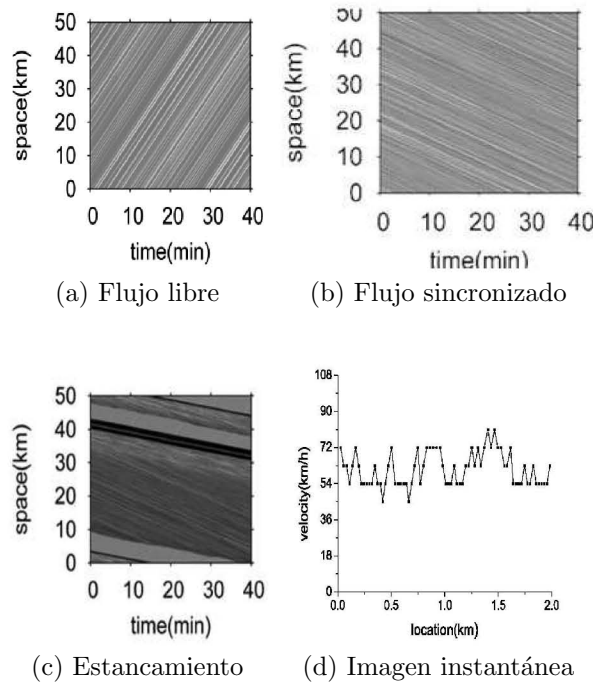 50
40
30
20
10
0
space(km)
0 10 20 30 40
time(min)
(a) Flujo libre
50
40
30
20
10
0
space(km)
0 10 20 30 40
time(min)
(b) Flujo sincronizado
50
40
30
20
10
0
space(km)
0 10 20 30 40
time(min)
(c) Estancamiento
108
90
72
54
36
18
0
velocity(km/h)
0.0 0.5 1.0 1.5 2.0
location(km)
(d) Imagen instantánea